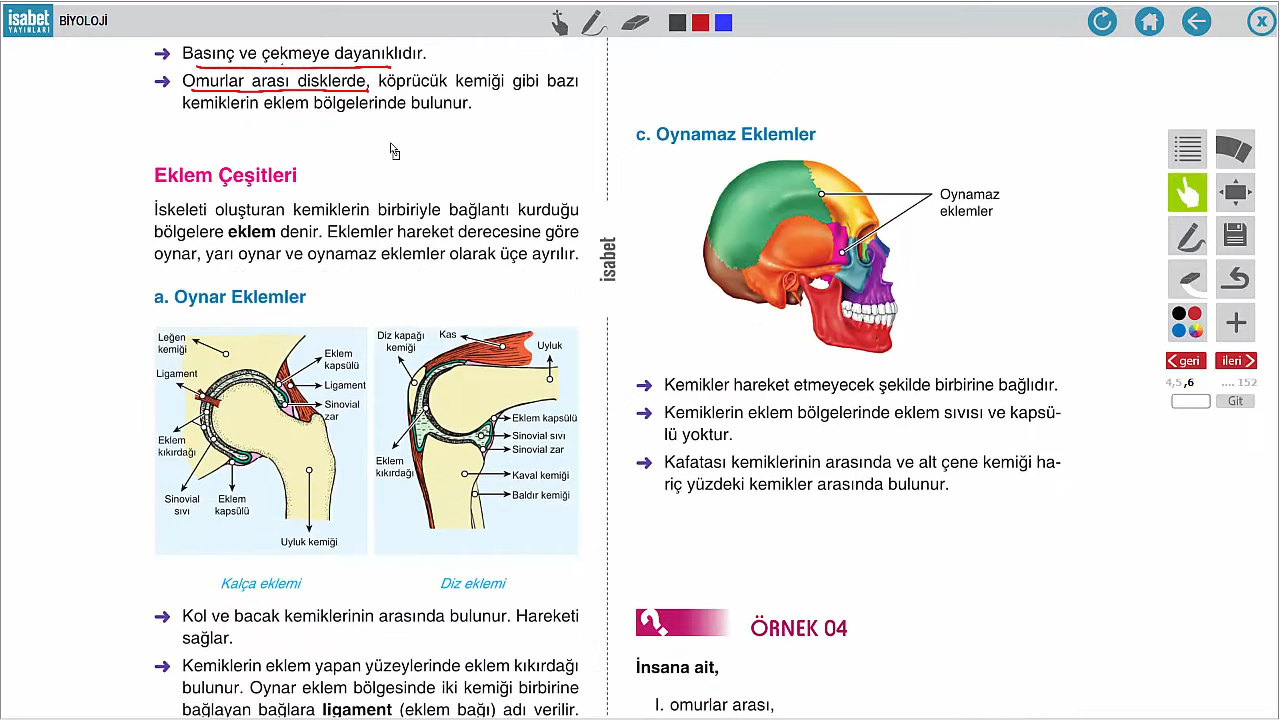 isabet
YAYINLARI
BİYOLOJİ
Basınç ve çekmeye dayanıklıdır.
Omurlar arası disklerde, köprücük kemiği gibi bazı
kemiklerin eklem bölgelerinde bulunur.
Eklem Çeşitleri
İskeleti oluşturan kemiklerin birbiriyle bağlantı kurduğu
bölgelere eklem denir. Eklemler hareket derecesine göre
oynar, yarı oynar ve oynamaz eklemler olarak üçe ayrılır.
a. Oynar Eklemler
Leğen
kemiği
Ligament
Eklem
kapsülü
Ligament
Sinovial
zar
Eklem
kıkırdağı
Sinovial
sıvı
Eklem
kapsülü
Uyluk kemiği
Diz kapağı
kemiği
Kas
Uyluk
Eklem kapsülü
Sinovial sıvı
Sinovial zar
Eklem
kıkırdağı
Kaval kemiği
Baldır kemiği
Kalça eklemi
Diz eklemi
Kol ve bacak kemiklerinin arasında bulunur. Hareketi
sağlar.
Kemiklerin eklem yapan yüzeylerinde eklem kıkırdağı
bulunur. Oynar eklem bölgesinde iki kemiği birbirine
bağlayan bağlara ligament (eklem bağı) adı verilir.
isabet
c. Oynamaz Eklemler
Oynamaz
eklemler
Kemikler hareket etmeyecek şekilde birbirine bağlıdır.
Kemiklerin eklem bölgelerinde eklem sıvısı ve kapsü-
lü yoktur.
Kafatası kemiklerinin arasında ve alt çene kemiği ha-
riç yüzdeki kemikler arasında bulunur.
ÖRNEK 04
İnsana ait,
I. omurlar arası,
geri
ileri
4,5,6
.... 152
Git